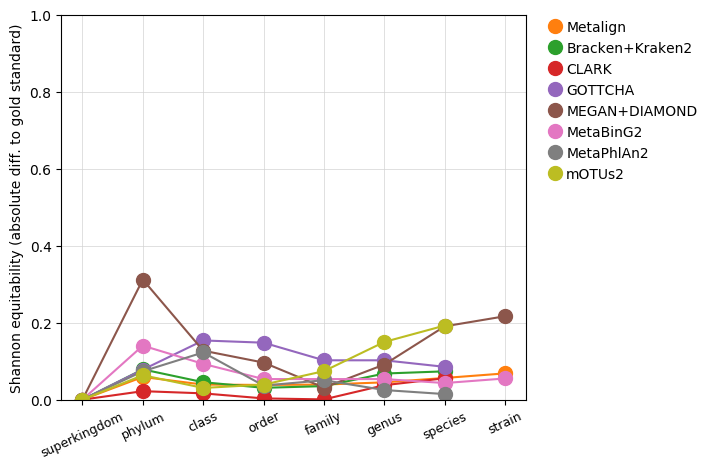 Shannon equitability (absolute diff. to gold standard)
1.0
0.8
0.6
0.4
0.2
0.0
superkingdom
phylum
class
order
family
genus
species
strain
Metalign
Bracken+Kraken2
CLARK
GOTTCHA
MEGAN+DIAMOND
MetaBinG2
MetaPhlAn2
mOTUs2